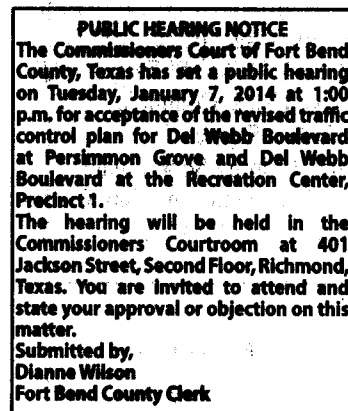 PUBLIC HEARING NOTICE
The Commissioners Court of Fort Bend
County, Texas has set a public hearing
on Tuesday, January 7, 2014 at 1:00
p.m. for acceptance of the revised traffic
control plan for Del Webb Boulevard
at Persimmon Grove and Del Webb
Boulevard at the Recreation Center,
Precinct 1.
The hearing will be held in the
Commissioners Courtroom at 401
Jackson Street, Second Floor, Richmond,
Texas. You are invited to attend and
state your approval or objection on this
matter.
Submitted by,
Dianne Wilson
Fort Bend County Clerk